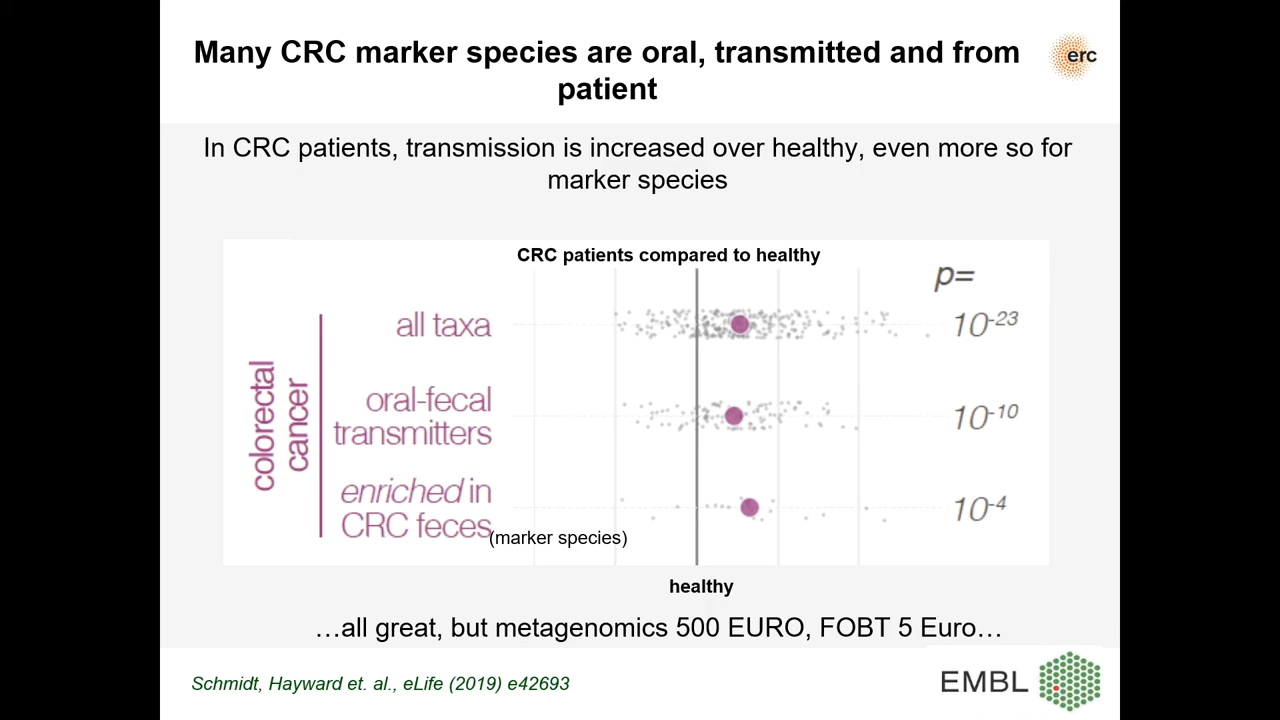 Many CRC marker species are oral, transmitted and from
patient
erc
In CRC patients, transmission is increased over healthy, even more so for
marker species
CRC patients compared to healthy
p=
colorectal
cancer
all taxa
10-23
oral-fecal
transmitters
10-10
enriched in
CRC feces
(marker species)
10-4
healthy
…all great, but metagenomics 500 EURO, FOBT 5 Euro…
Schmidt, Hayward et. al., eLife (2019) e42693
EMBL